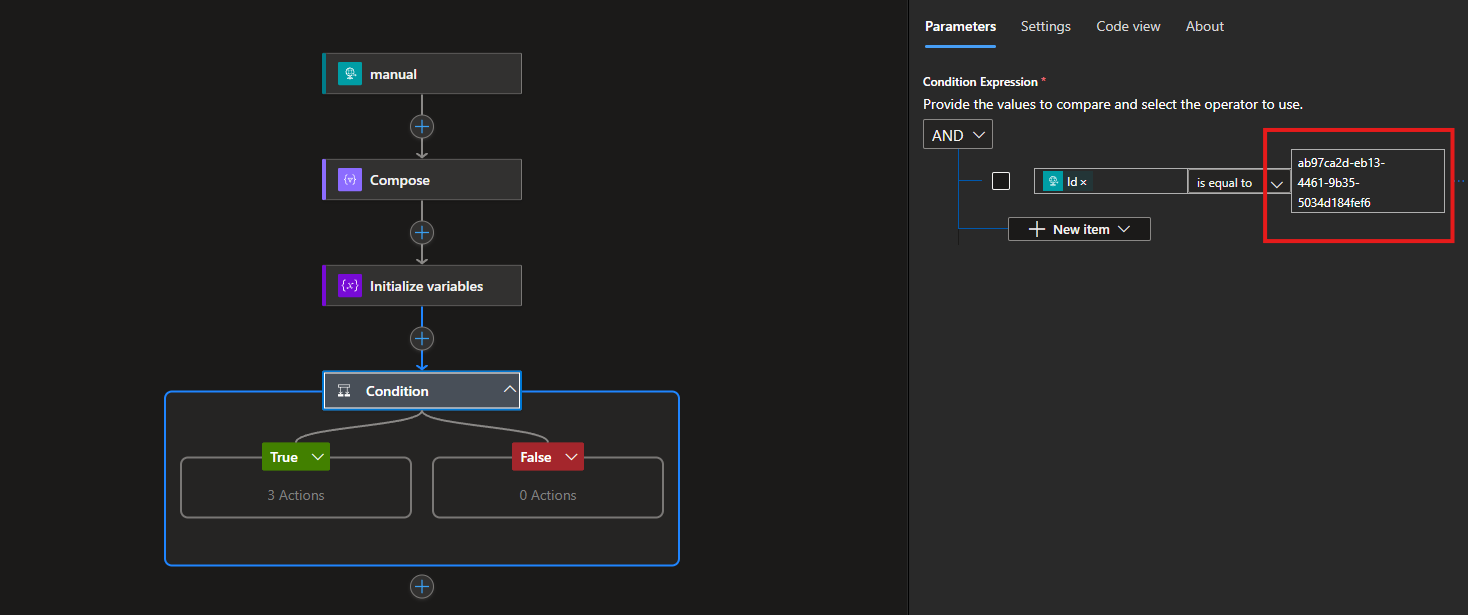 Parameters Settings Code view About
manual
Condition Expression *
Provide the values to compare and select the operator to use.
AND
Compose
Id ×
is equal to
ab97ca2d-eb13-
4461-9b35-
5034d184fef6
New item
Initialize variables
Condition
True
False
3 Actions
0 Actions